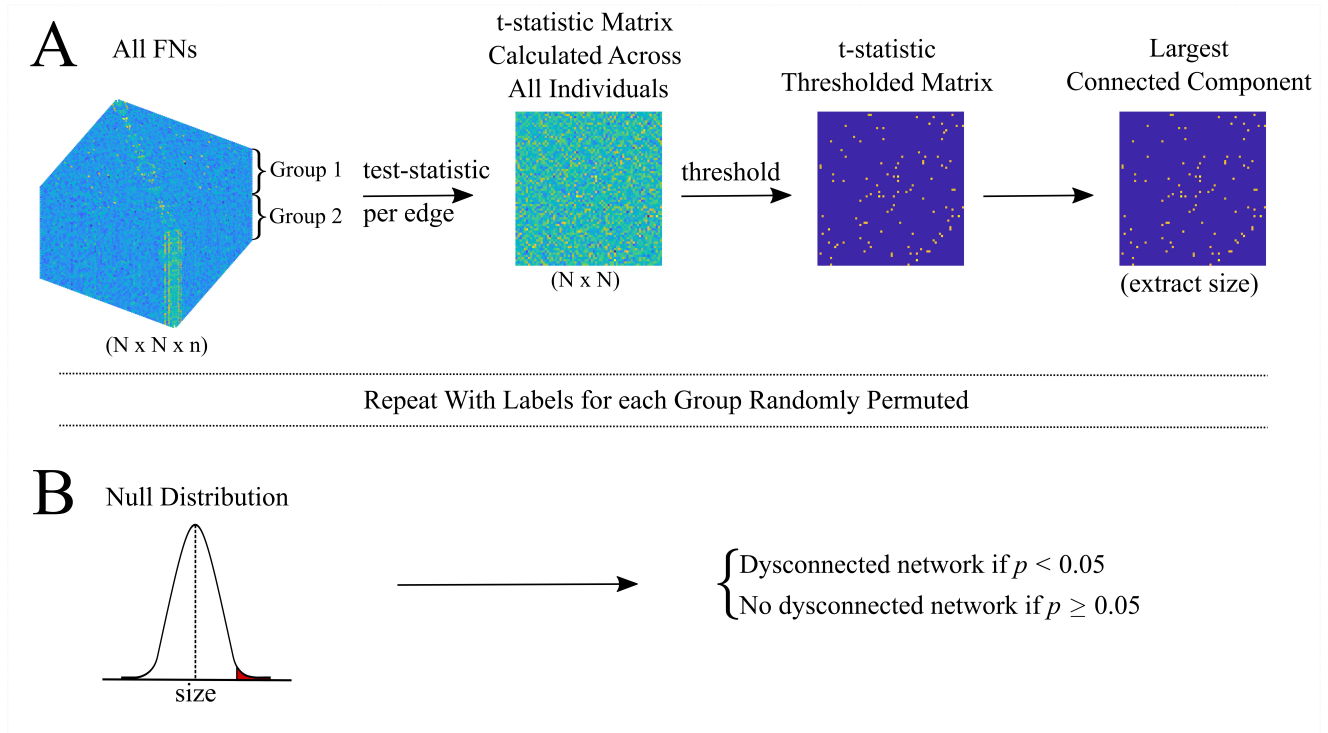 A
All FNs
t-statistic Matrix
Calculated Across
All Individuals
t-statistic
Thresholded Matrix
Largest
Connected Component
Group 1
Group 2
test-statistic
per edge
threshold
(N x N)
(extract size)
(N x N x n)
Repeat With Labels for each Group Randomly Permuted
B
Null Distribution
size
Dysconnected network if p < 0.05
No dysconnected network if p ≥ 0.05